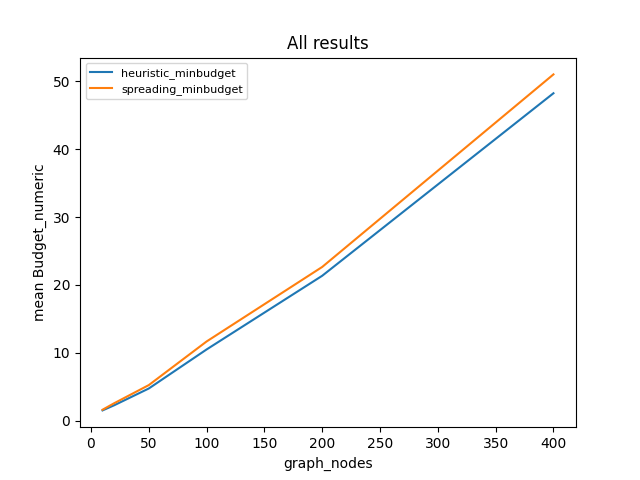 All results
heuristic_minbudget
spreading_minbudget
mean Budget_numeric
50
40
30
20
10
0
0 50 100 150 200 250 300 350 400
graph_nodes